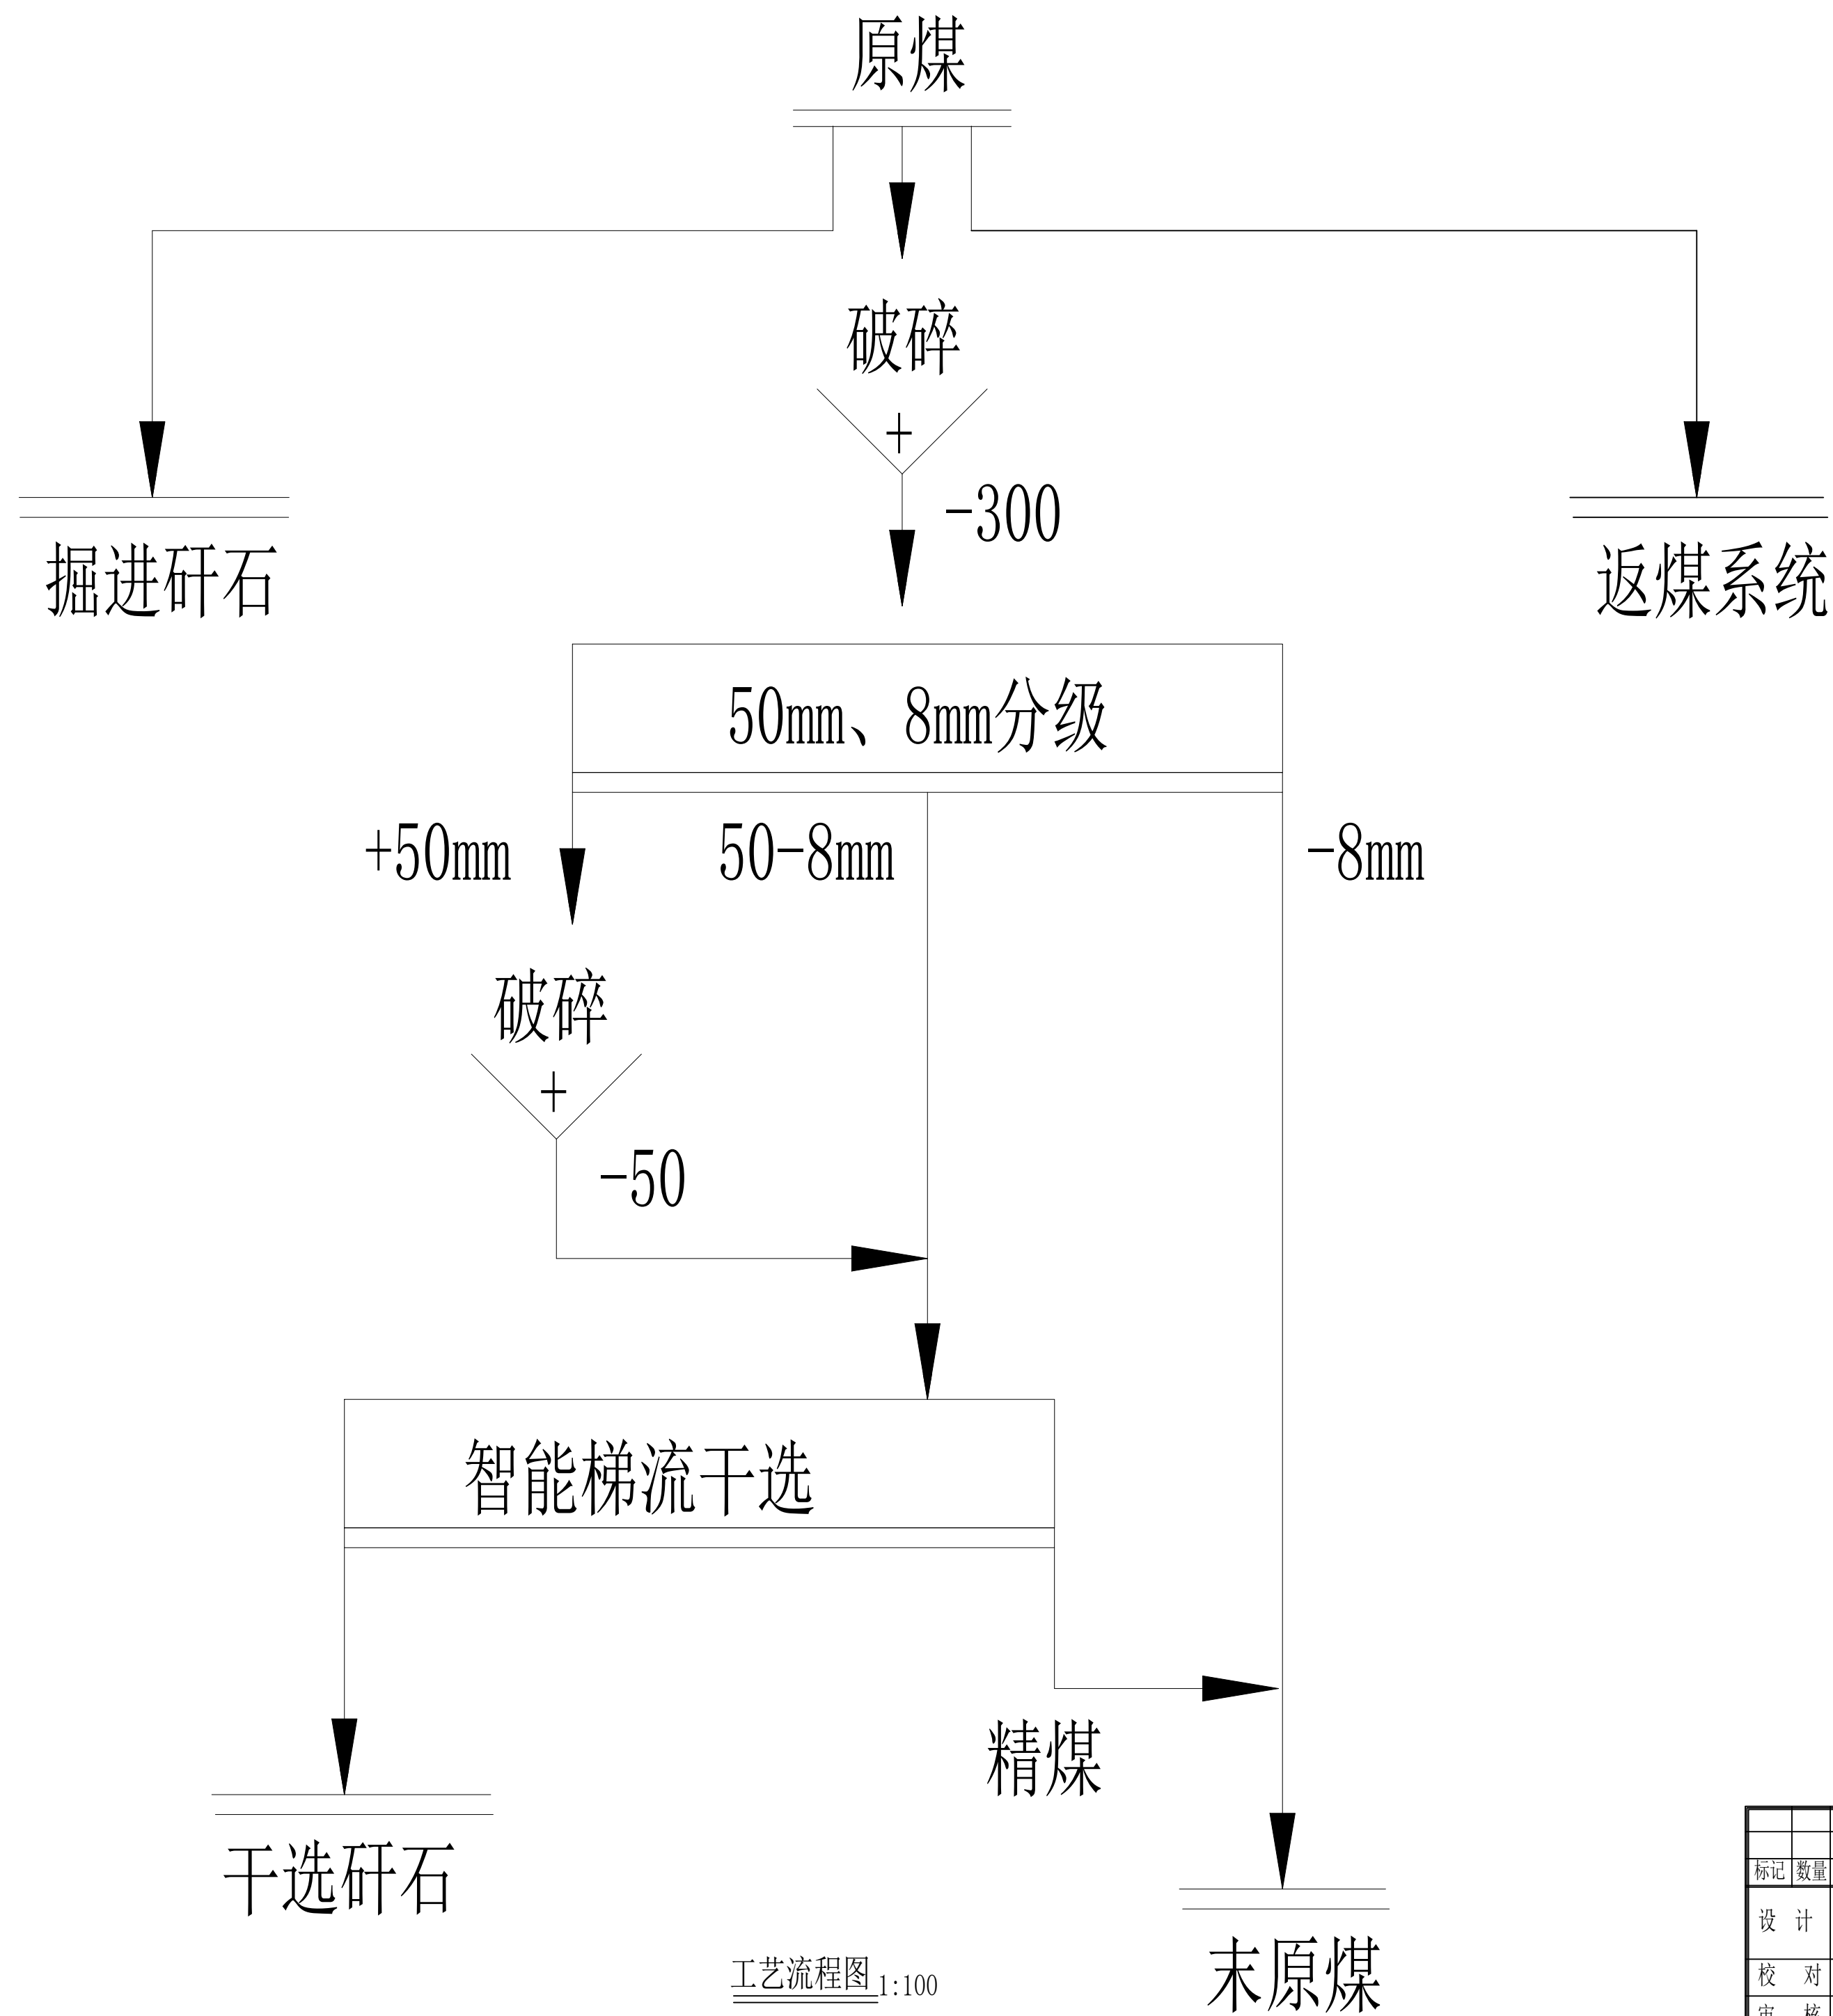 原煤
破碎
+
-300
掘进矸石
返煤系统
50mm、8mm分级
+50mm
50-8mm
-8mm
破碎
+
-50
智能梯流干选
精煤
干选矸石
末原煤
工艺流程图 1:100
标记 数量
设 计
校 对
审 核